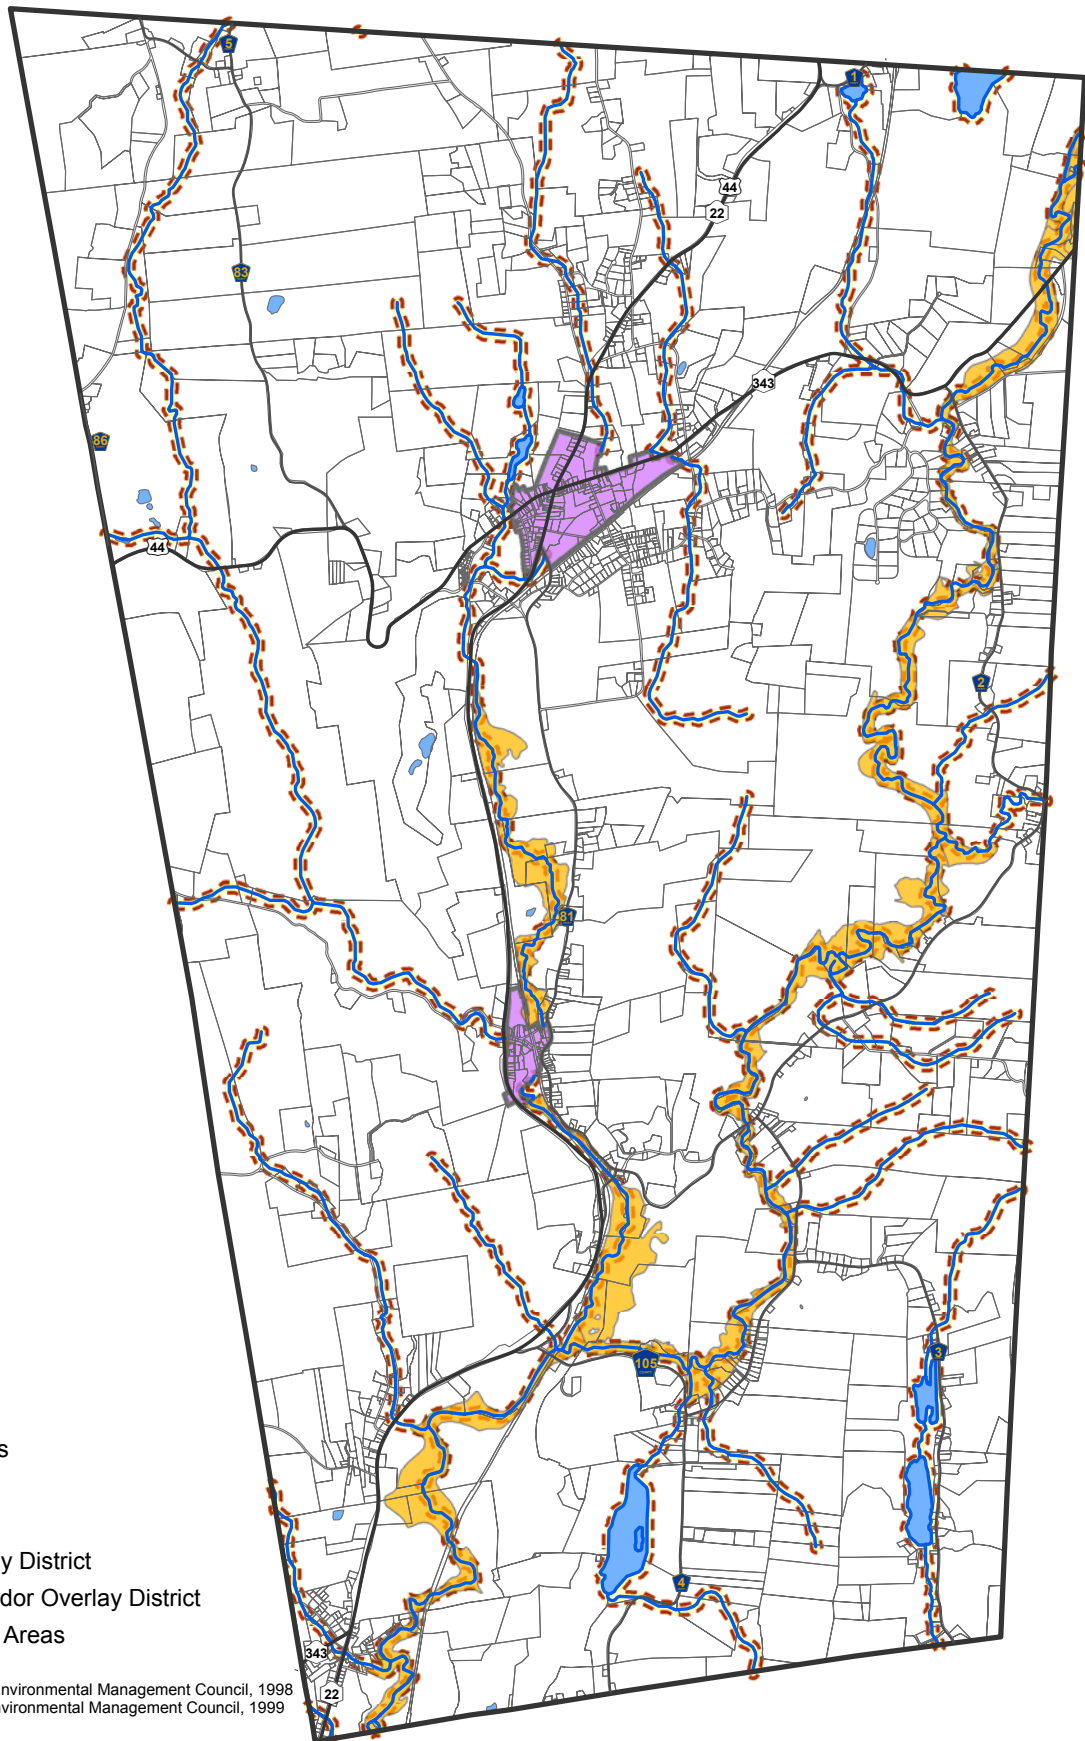 5
1
44
22
83
343
86
44
2
81
105
3
s
y District
dor Overlay District
4
Areas
343
nvironmental Management Council, 1998
22
vironmental Management Council, 1999